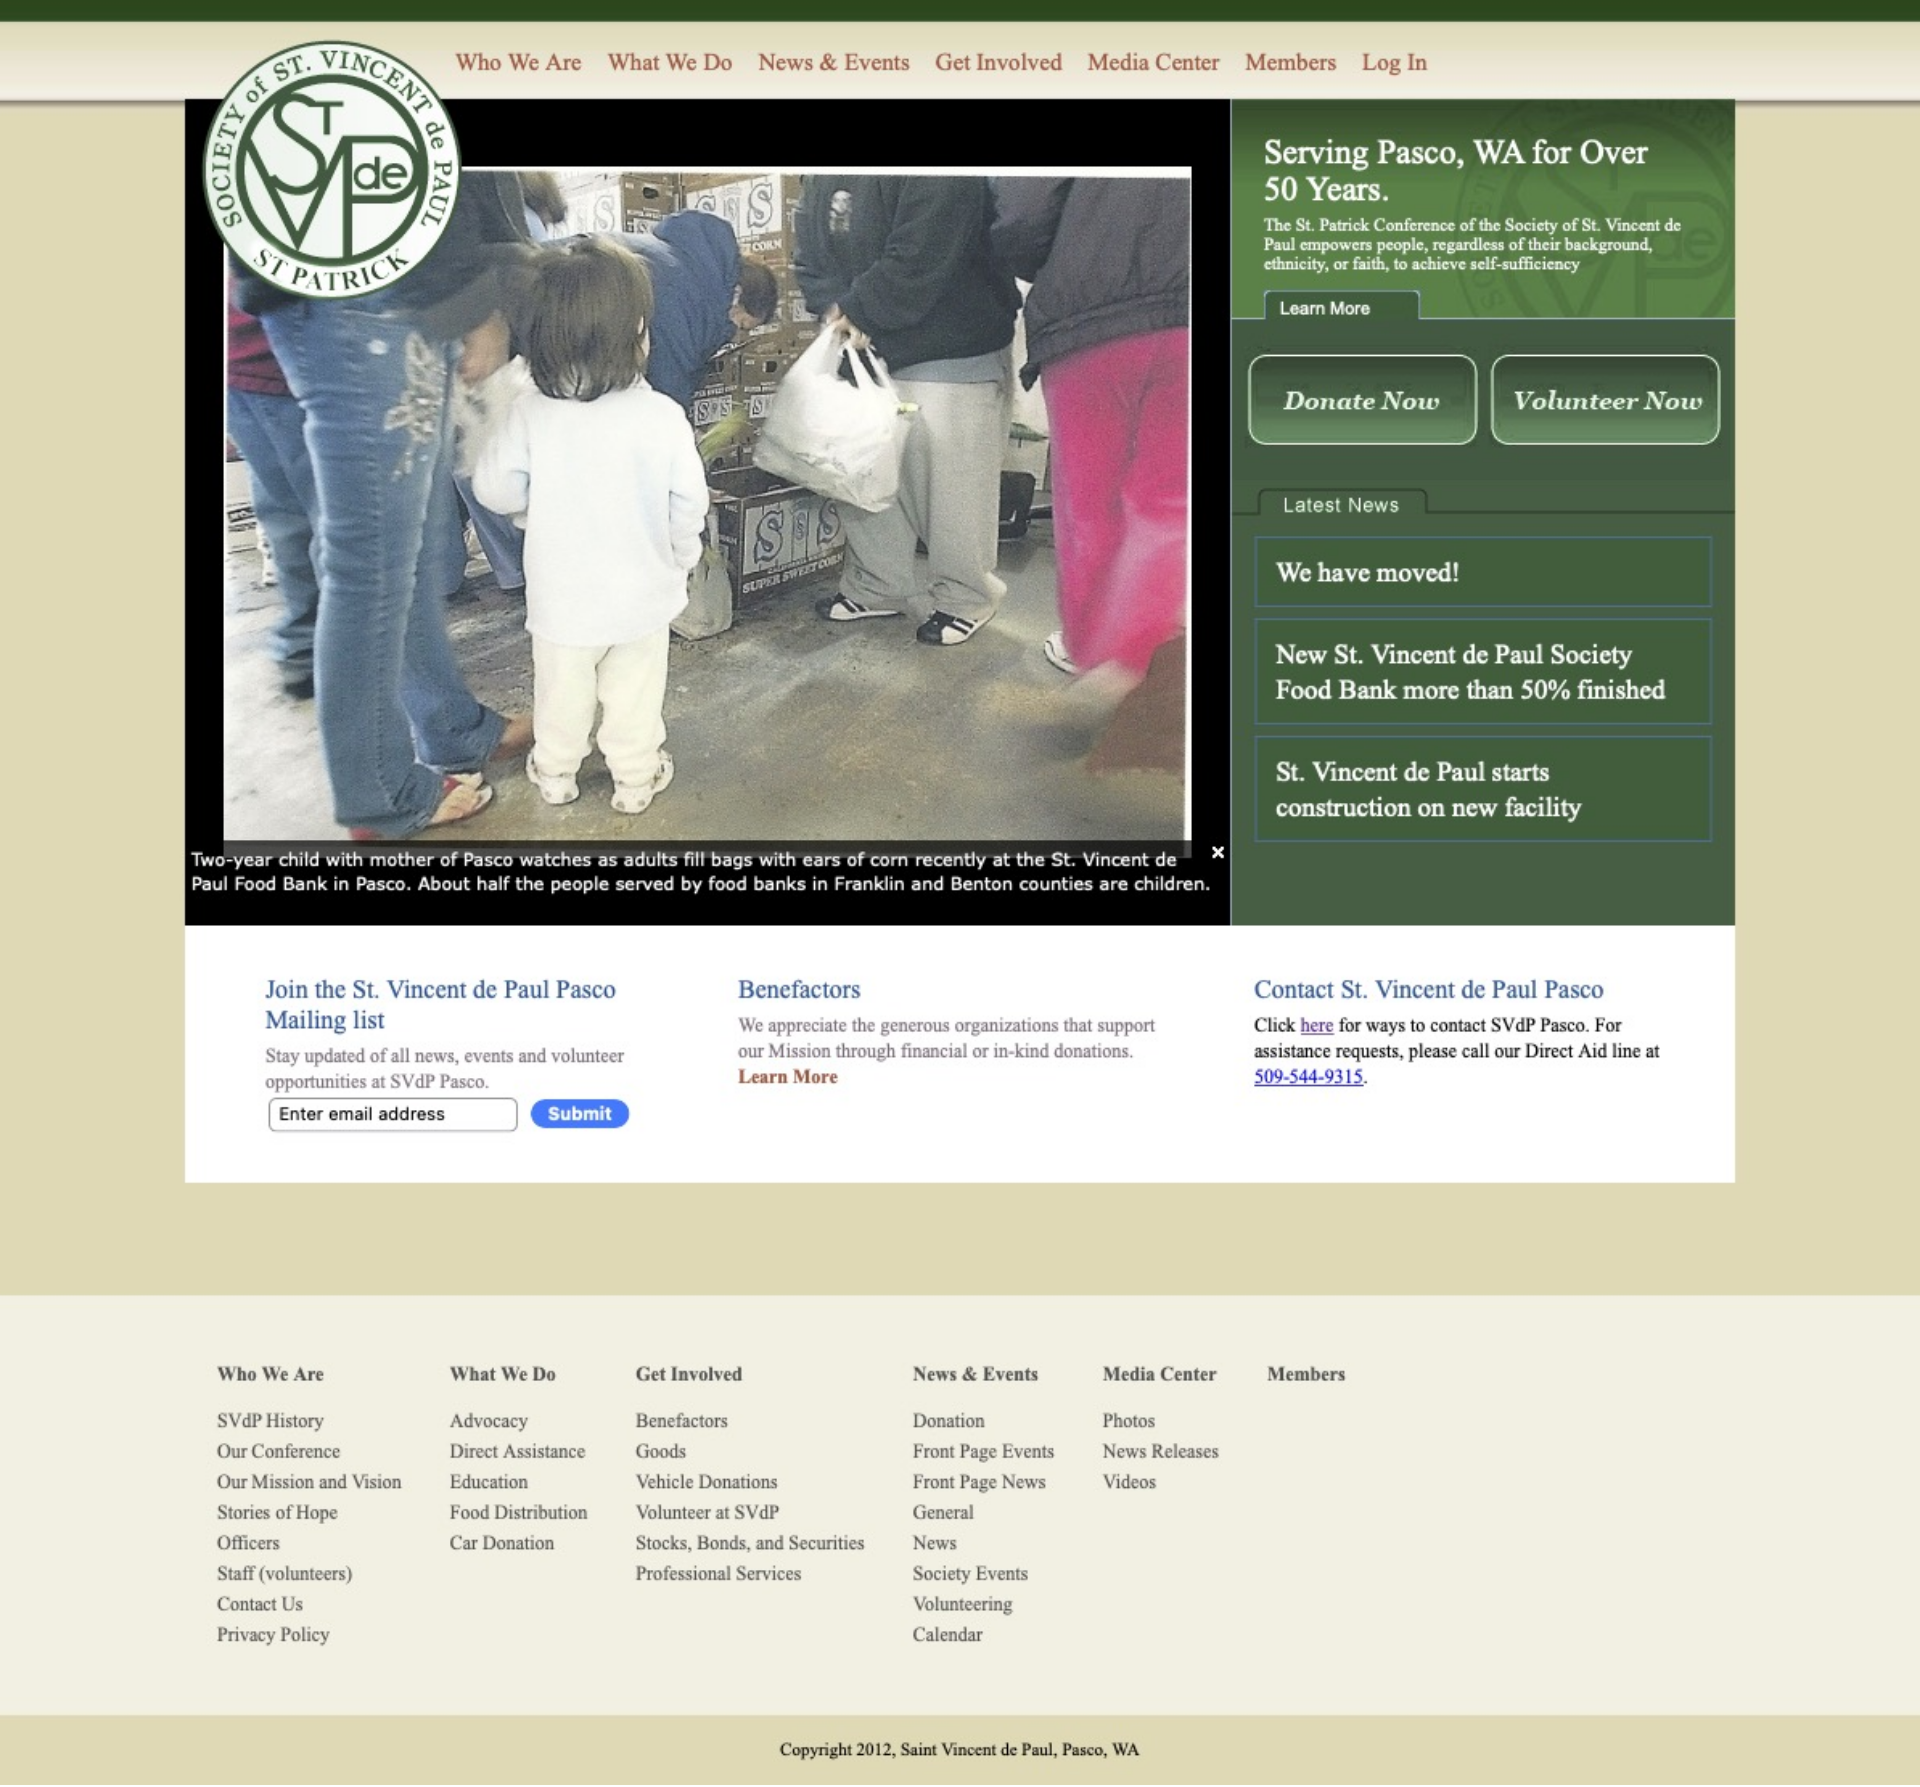 Who We Are What We Do News & Events Get Involved Media Center Members Log In
SOCIETY of ST. VINCENT de PAUL
ST
V de P
ST PATRICK
SIS
CORN
SIS
SIS
SUPER SWEET CORN
Two-year child with mother of Pasco watches as adults fill bags with ears of corn recently at the St. Vincent de
Paul Food Bank in Pasco. About half the people served by food banks in Franklin and Benton counties are children.
×
Serving Pasco, WA for Over
50 Years.
The St. Patrick Conference of the Society of St. Vincent de
Paul empowers people, regardless of their background,
ethnicity, or faith, to achieve self-sufficiency
Learn More
Donate Now Volunteer Now
Latest News
We have moved!
New St. Vincent de Paul Society
Food Bank more than 50% finished
St. Vincent de Paul starts
construction on new facility
Join the St. Vincent de Paul Pasco
Mailing list
Stay updated of all news, events and volunteer
opportunities at SVdP Pasco.
Enter email address Submit
Benefactors
We appreciate the generous organizations that support
our Mission through financial or in-kind donations.
Learn More
Contact St. Vincent de Paul Pasco
Click here for ways to contact SVdP Pasco. For
assistance requests, please call our Direct Aid line at
509-544-9315.
Who We Are
SVdP History
Our Conference
Our Mission and Vision
Stories of Hope
Officers
Staff (volunteers)
Contact Us
Privacy Policy
What We Do
Advocacy
Direct Assistance
Education
Food Distribution
Car Donation
Get Involved
Benefactors
Goods
Vehicle Donations
Volunteer at SVdP
Stocks, Bonds, and Securities
Professional Services
News & Events
Donation
Front Page Events
Front Page News
General
News
Society Events
Volunteering
Calendar
Media Center
Photos
News Releases
Videos
Members
Copyright 2012, Saint Vincent de Paul, Pasco, WA